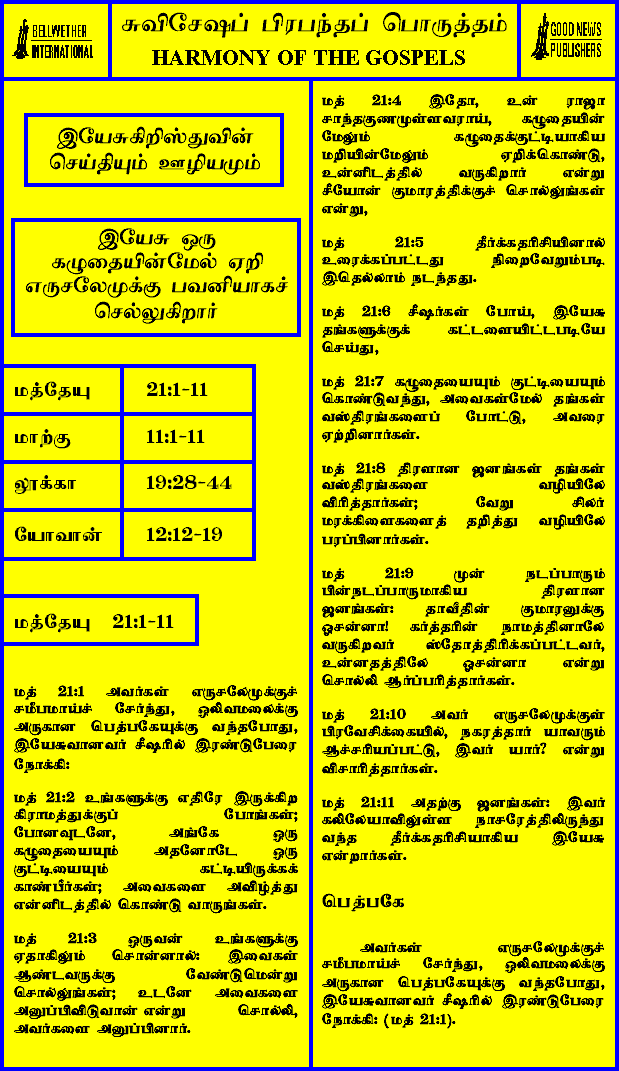 BELLWETHER
INTERNATIONAL
சுவிசேஷப் பிரபந்தப் பொருத்தம்
HARMONY OF THE GOSPELS
GOOD NEWS
PUBLISHERS
இயேசுகிறிஸ்துவின்
செய்தியும் ஊழியமும்
இயேசு ஒரு
கழுதையின்மேல் ஏறி
எருசலேமுக்கு பவனியாகச்
செல்லுகிறார்
மத்தேயு 21:1-11
மாற்கு 11:1-11
லூக்கா 19:28-44
யோவான் 12:12-19
மத்தேயு 21:1-11
மத் 21:1 அவர்கள் எருசலேமுக்குச்
சமீபமாய்ச் சேர்ந்து, ஒலிவமலைக்கு
அருகான பெத்பகேயுக்கு வந்தபோது,
இயேசுவானவர் சீஷரில் இரண்டுபேரை
நோக்கி:
மத் 21:2 உங்களுக்கு எதிரே இருக்கிற
கிராமத்துக்குப் போங்கள்;
போனவுடனே, அங்கே ஒரு
கழுதையையும் அதனோடே ஒரு
குட்டியையும் கட்டியிருக்கக்
காண்பீர்கள்; அவைகளை அவிழ்த்து
என்னிடத்தில் கொண்டு வாருங்கள்.
மத் 21:3 ஒருவன் உங்களுக்கு
ஏதாகிலும் சொன்னால்: இவைகள்
ஆண்டவருக்கு வேண்டுமென்று
சொல்லுங்கள்; உடனே அவைகளை
அனுப்பிவிடுவான் என்று சொல்லி,
அவர்களை அனுப்பினார்.
மத் 21:4 இதோ, உன் ராஜா
சாந்தகுணமுள்ளவராய், கழுதையின்
மேலும் கழுதைக்குட்டியாகிய
மறியின்மேலும் ஏறிக்கொண்டு,
உன்னிடத்தில் வருகிறார் என்று
சீயோன் குமாரத்திக்குச் சொல்லுங்கள்
என்று,
மத் 21:5 தீர்க்கதரிசியினால்
உரைக்கப்பட்டது நிறைவேறும்படி
இதெல்லாம் நடந்தது.
மத் 21:6 சீஷர்கள் போய், இயேசு
தங்களுக்குக் கட்டளையிட்டபடியே
செய்து,
மத் 21:7 கழுதையையும் குட்டியையும்
கொண்டுவந்து, அவைகள்மேல் தங்கள்
வஸ்திரங்களைப் போட்டு, அவரை
ஏற்றினார்கள்.
மத் 21:8 திரளான ஜனங்கள் தங்கள்
வஸ்திரங்களை வழியிலே
விரித்தார்கள்; வேறு சிலர்
மரக்கிளைகளைத் தறித்து வழியிலே
பரப்பினார்கள்.
மத் 21:9 முன் நடப்பாரும்
பின்நடப்பாருமாகிய திரளான
ஜனங்கள்: தாவீதின் குமாரனுக்கு
ஓசன்னா! கர்த்தரின் நாமத்தினாலே
வருகிறவர் ஸ்தோத்திரிக்கப்பட்டவர்,
உன்னதத்திலே ஓசன்னா என்று
சொல்லி ஆர்ப்பரித்தார்கள்.
மத் 21:10 அவர் எருசலேமுக்குள்
பிரவேசிக்கையில், நகரத்தார் யாவரும்
ஆச்சரியப்பட்டு, இவர் யார்? என்று
விசாரித்தார்கள்.
மத் 21:11 அதற்கு ஜனங்கள்: இவர்
கலிலேயாவிலுள்ள நாசரேத்திலிருந்து
வந்த தீர்க்கதரிசியாகிய இயேசு
என்றார்கள்.
பெத்பகே
அவர்கள் எருசலேமுக்குச்
சமீபமாய்ச் சேர்ந்து, ஒலிவமலைக்கு
அருகான பெத்பகேயுக்கு வந்தபோது,
இயேசுவானவர் சீஷரில் இரண்டுபேரை
நோக்கி: (மத் 21:1).